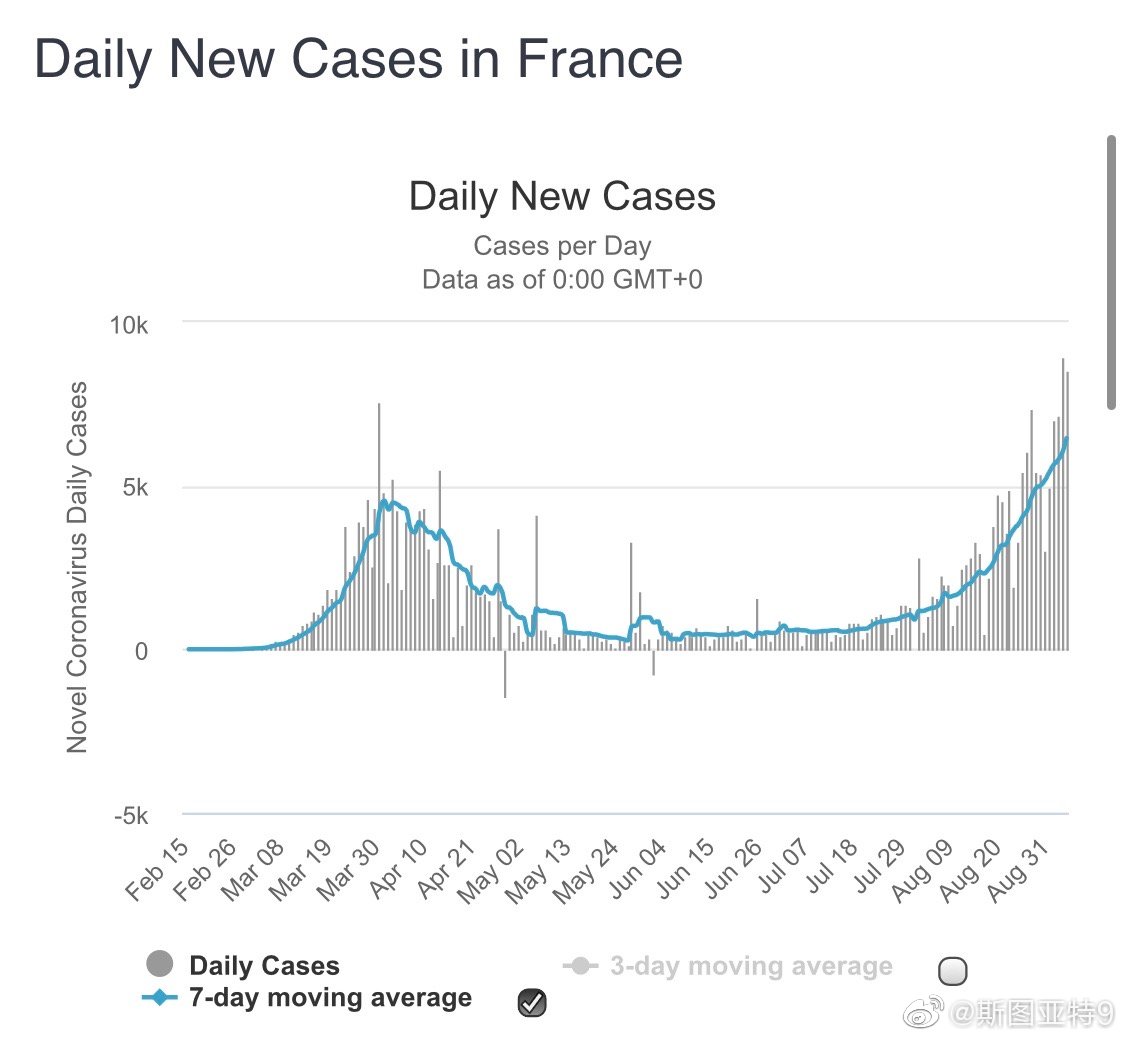 Daily New Cases in France
Daily New Cases
Cases per Day
Data as of 0:00 GMT+0
Novel Coronavirus Daily Cases
10k
5k
0
-5k
Feb 15
Feb 26
Mar 08
Mar 19
Mar 30
Apr 10
Apr 21
May 02
May 13
May 24
Jun 04
Jun 15
Jun 26
Jul 07
Jul 18
Jul 29
Aug 09
Aug 20
Aug 31
Daily Cases
3-day moving average
7-day moving average
@斯图亚特9